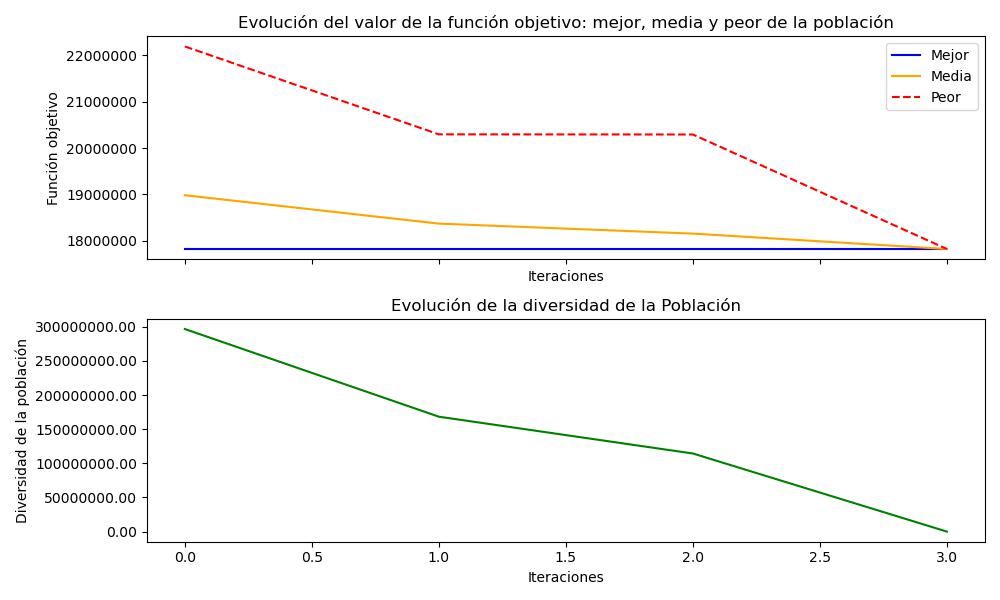 Evolución del valor de la función objetivo: mejor, media y peor de la población
22000000
21000000
20000000
19000000
18000000
Función objetivo
Mejor
Media
Peor
Iteraciones
Evolución de la diversidad de la Población
300000000.00
250000000.00
200000000.00
150000000.00
100000000.00
50000000.00
0.00
Diversidad de la población
0.0 0.5 1.0 1.5 2.0 2.5 3.0
Iteraciones